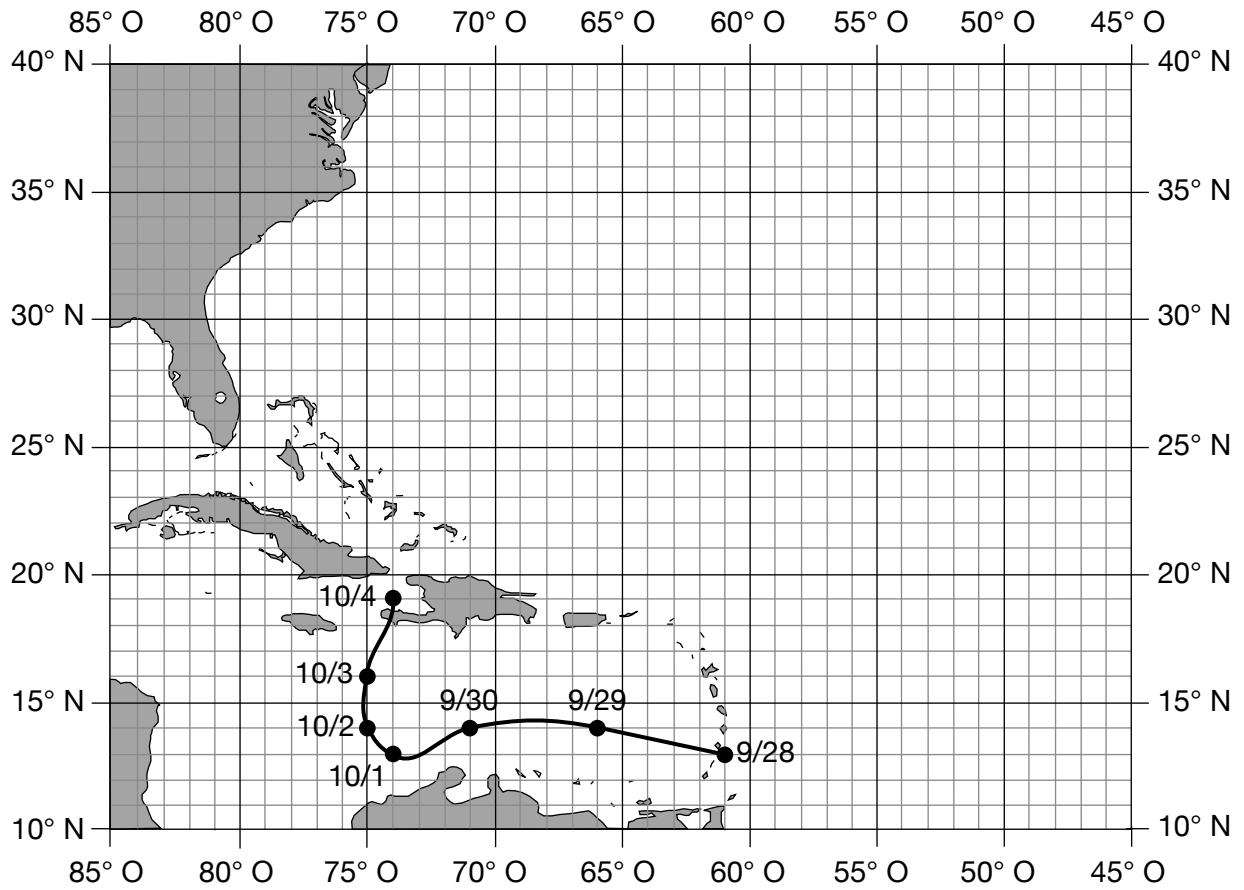 85° O 80° O 75° O 70° O 65° O 60° O 55° O 50° O 45° O
40° N 40° N
35° N 35° N
30° N 30° N
25° N 25° N
20° N 20° N
10/4
10/3
9/30 9/29
15° N 15° N
10/2
9/28
10/1
10° N 10° N
85° O 80° O 75° O 70° O 65° O 60° O 55° O 50° O 45° O